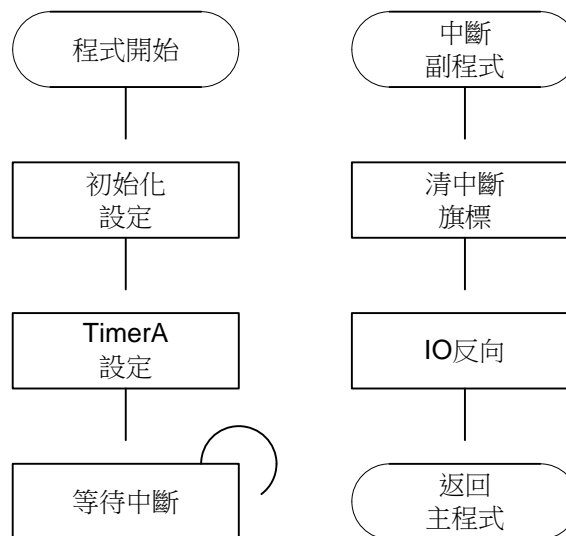 程式開始
初始化
設定
TimerA
設定
等待中斷
中斷
副程式
清中斷
旗標
IO反向
返回
主程式